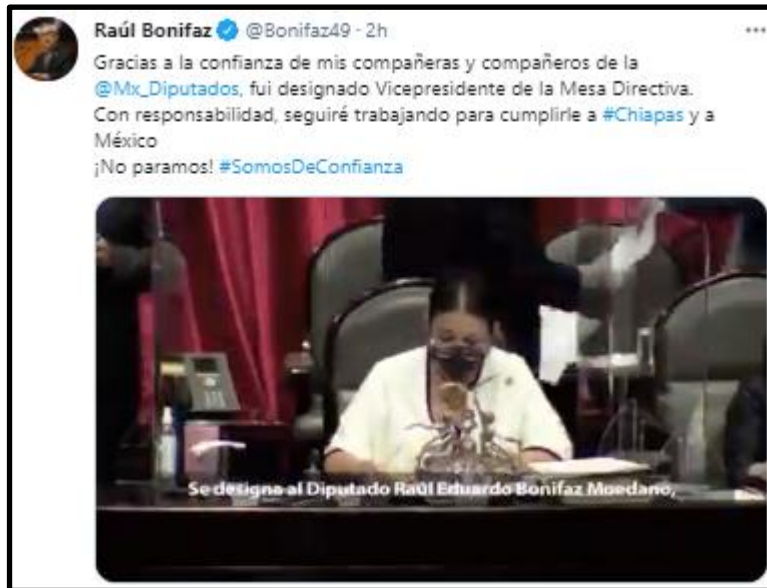 Raúl Bonifaz @Bonifaz49 · 2h
Gracias a la confianza de mis compañeras y compañeros de la
@Mx_Diputados, fui designado Vicepresidente de la Mesa Directiva.
Con responsabilidad, seguiré trabajando para cumplirle a #Chiapas y a
México
¡No paramos! #SomosDeConfianza
Se designa al Diputado Raúl Eduardo Bonifaz Moedano,